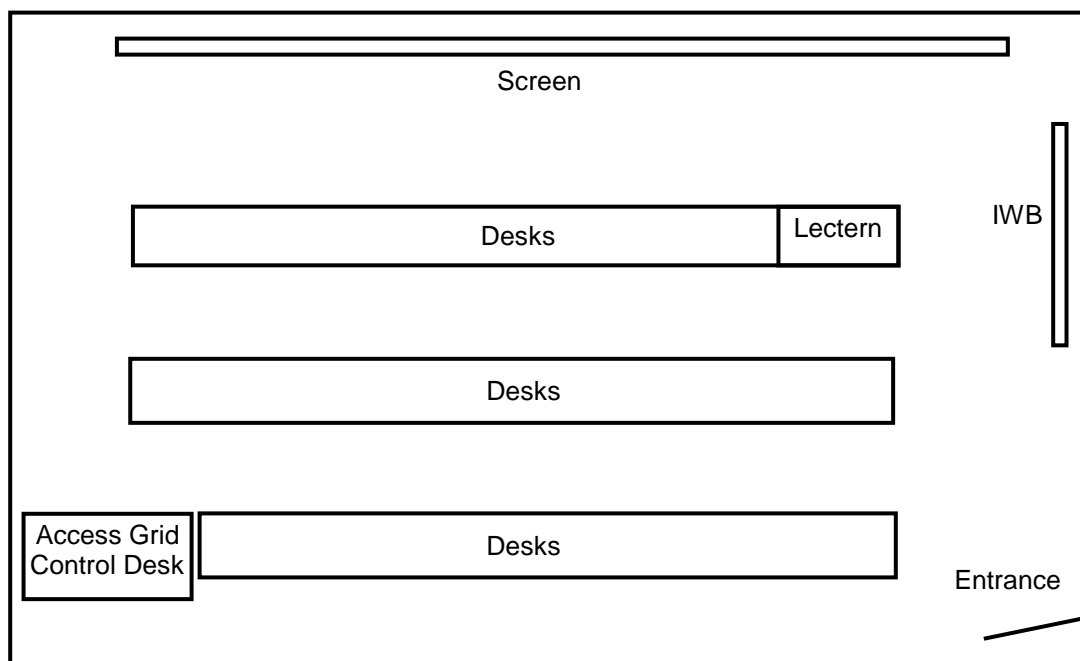 Screen
IWB
Desks
Lectern
Desks
Access Grid
Control Desk
Desks
Entrance